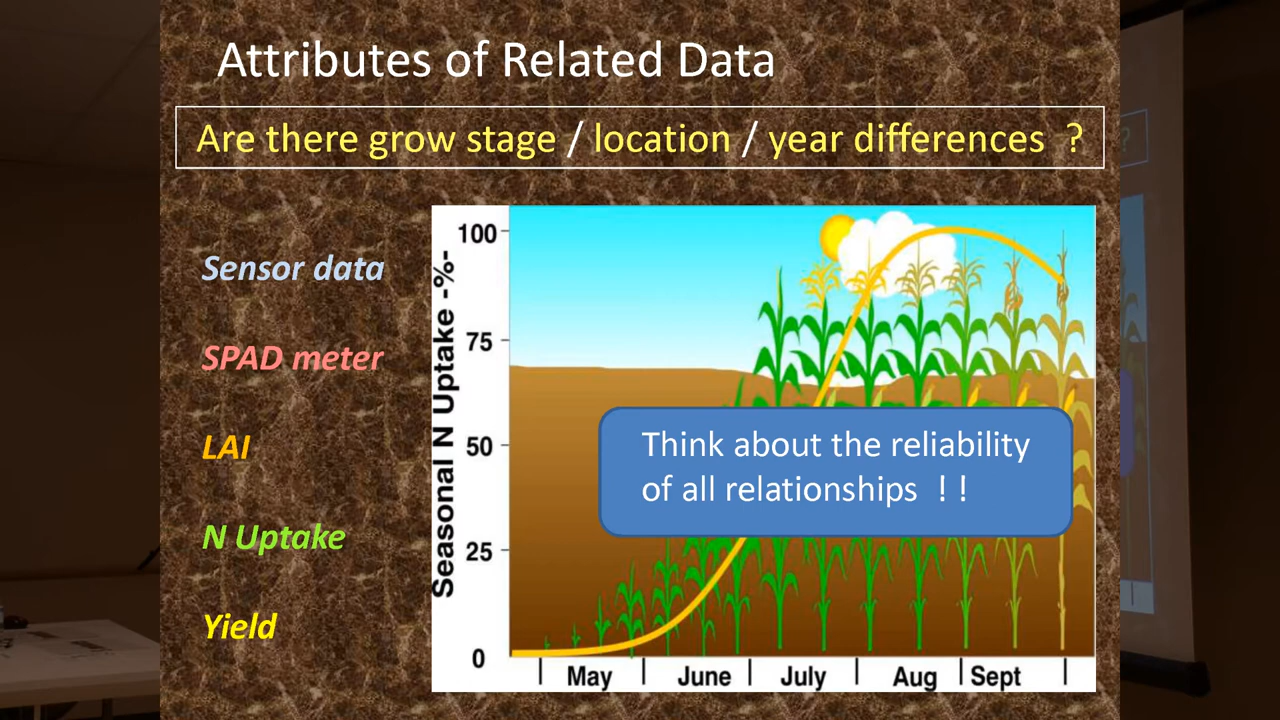 Attributes of Related Data
Are there grow stage / location / year differences ?
Sensor data
SPAD meter
LAI
N Uptake
Yield
Seasonal N Uptake -%-
100
75
50
25
0
Think about the reliability
of all relationships ! !
May June July Aug Sept
?